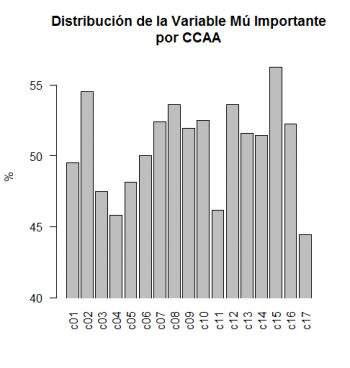 Distribución de la Variable Mú Importante
por CCAA
%
55
50
45
40
c01
c02
c03
c04
c05
c06
c07
c08
c09
c10
c11
c12
c13
c14
c15
c16
c17